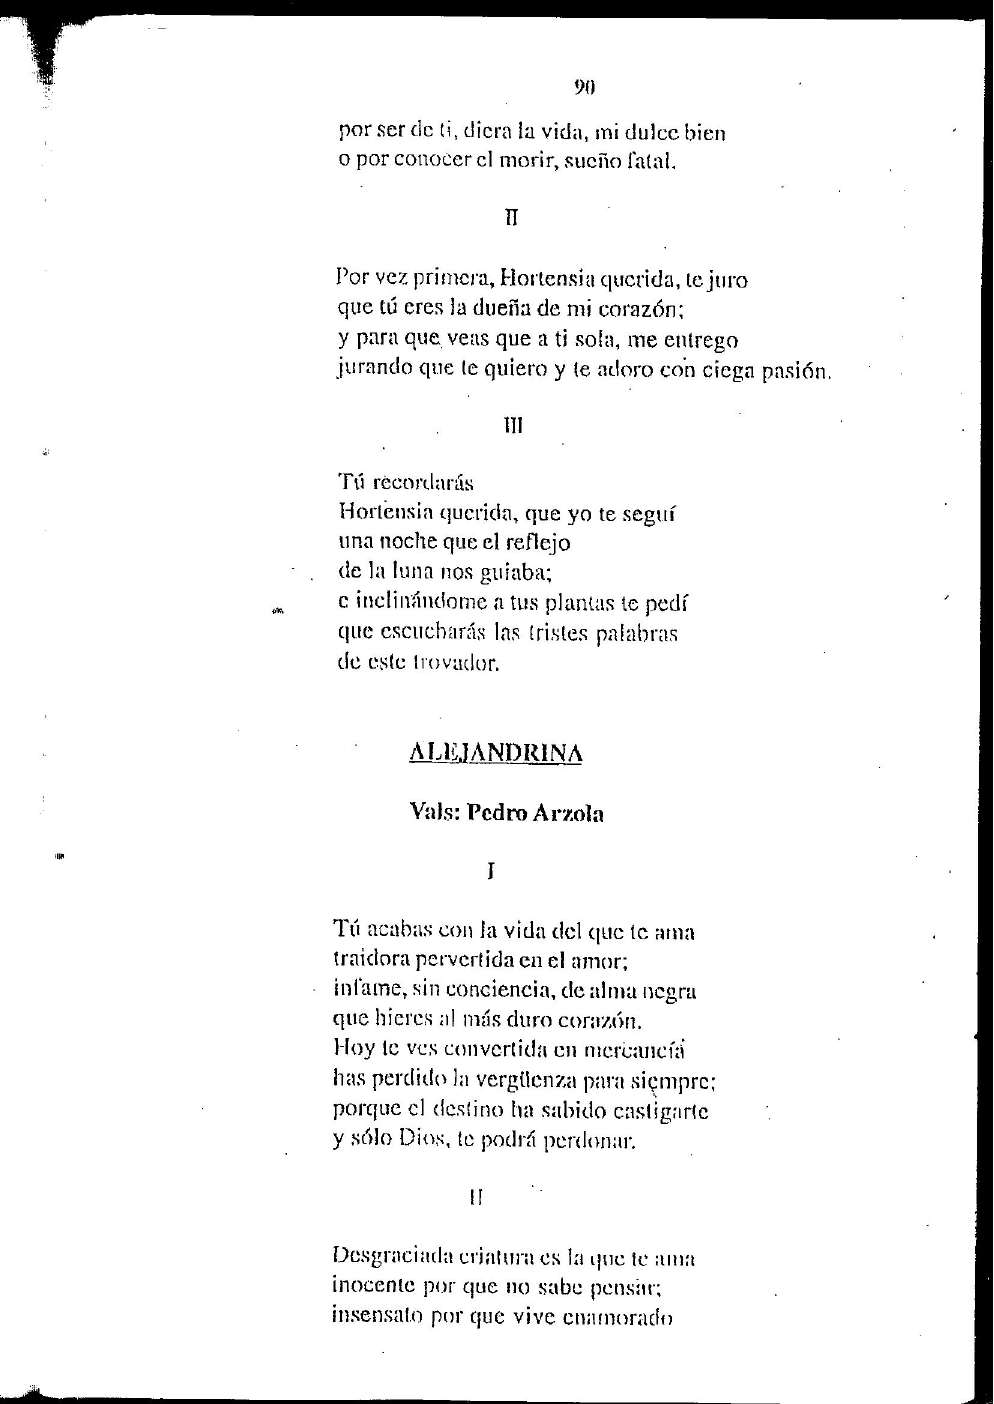 90
por ser de ti, diera la vida, mi dulce bien
o por conocer el morir, sueño fatal.
II
Por vez primera, Hortensia querida, te juro
que tú eres la dueña de mi corazón;
y para que veas que a ti sola, me entrego
jurando que te quiero y te adoro con ciega pasión.
III
Tú recordarás
Hortensia querida, que yo te seguí
una noche que el reflejo
de la luna nos guiaba;
e inclinándome a tus plantas te pedí
que escucharás las tristes palabras
de este trovador.
ALEJANDRINA
Vals: Pedro Arzola
I
Tú acabas con la vida del que te ama
traidora pervertida en el amor;
infame, sin conciencia, de alma negra
que hieres al más duro corazón.
Hoy te ves convertida en mercancía
has perdido la vergüenza para siempre;
porque el destino ha sabido castigarte
y sólo Dios, te podrá perdonar.
II
Desgraciada criatura es la que te ama
inocente por que no sabe pensar;
insensato por que vive enamorado